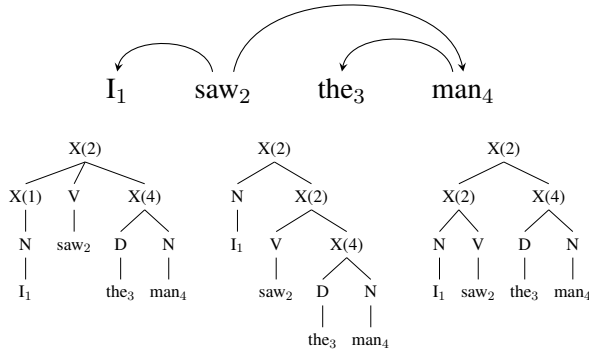 I₁ saw₂ the₃ man₄
X(2) X(2) X(2)
X(1) V X(4) N X(2) X(2) X(4)
N saw₂ D N I₁ V X(4) N V D N
I₁ the₃ man₄ saw₂ D N I₁ saw₂ the₃ man₄
the₃ man₄